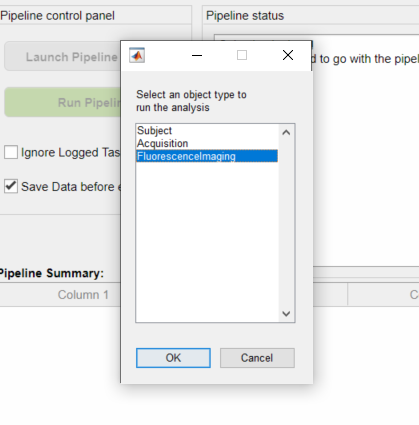 Pipeline control panel
Pipeline status
Launch Pipeline
d to go with the pipel
Run Pipelin
Ignore Logged Tas
Save Data before e
Select an object type to
run the analysis
Subject
Acquisition
FluorescenceImaging
OK
Cancel
Pipeline Summary:
Column 1